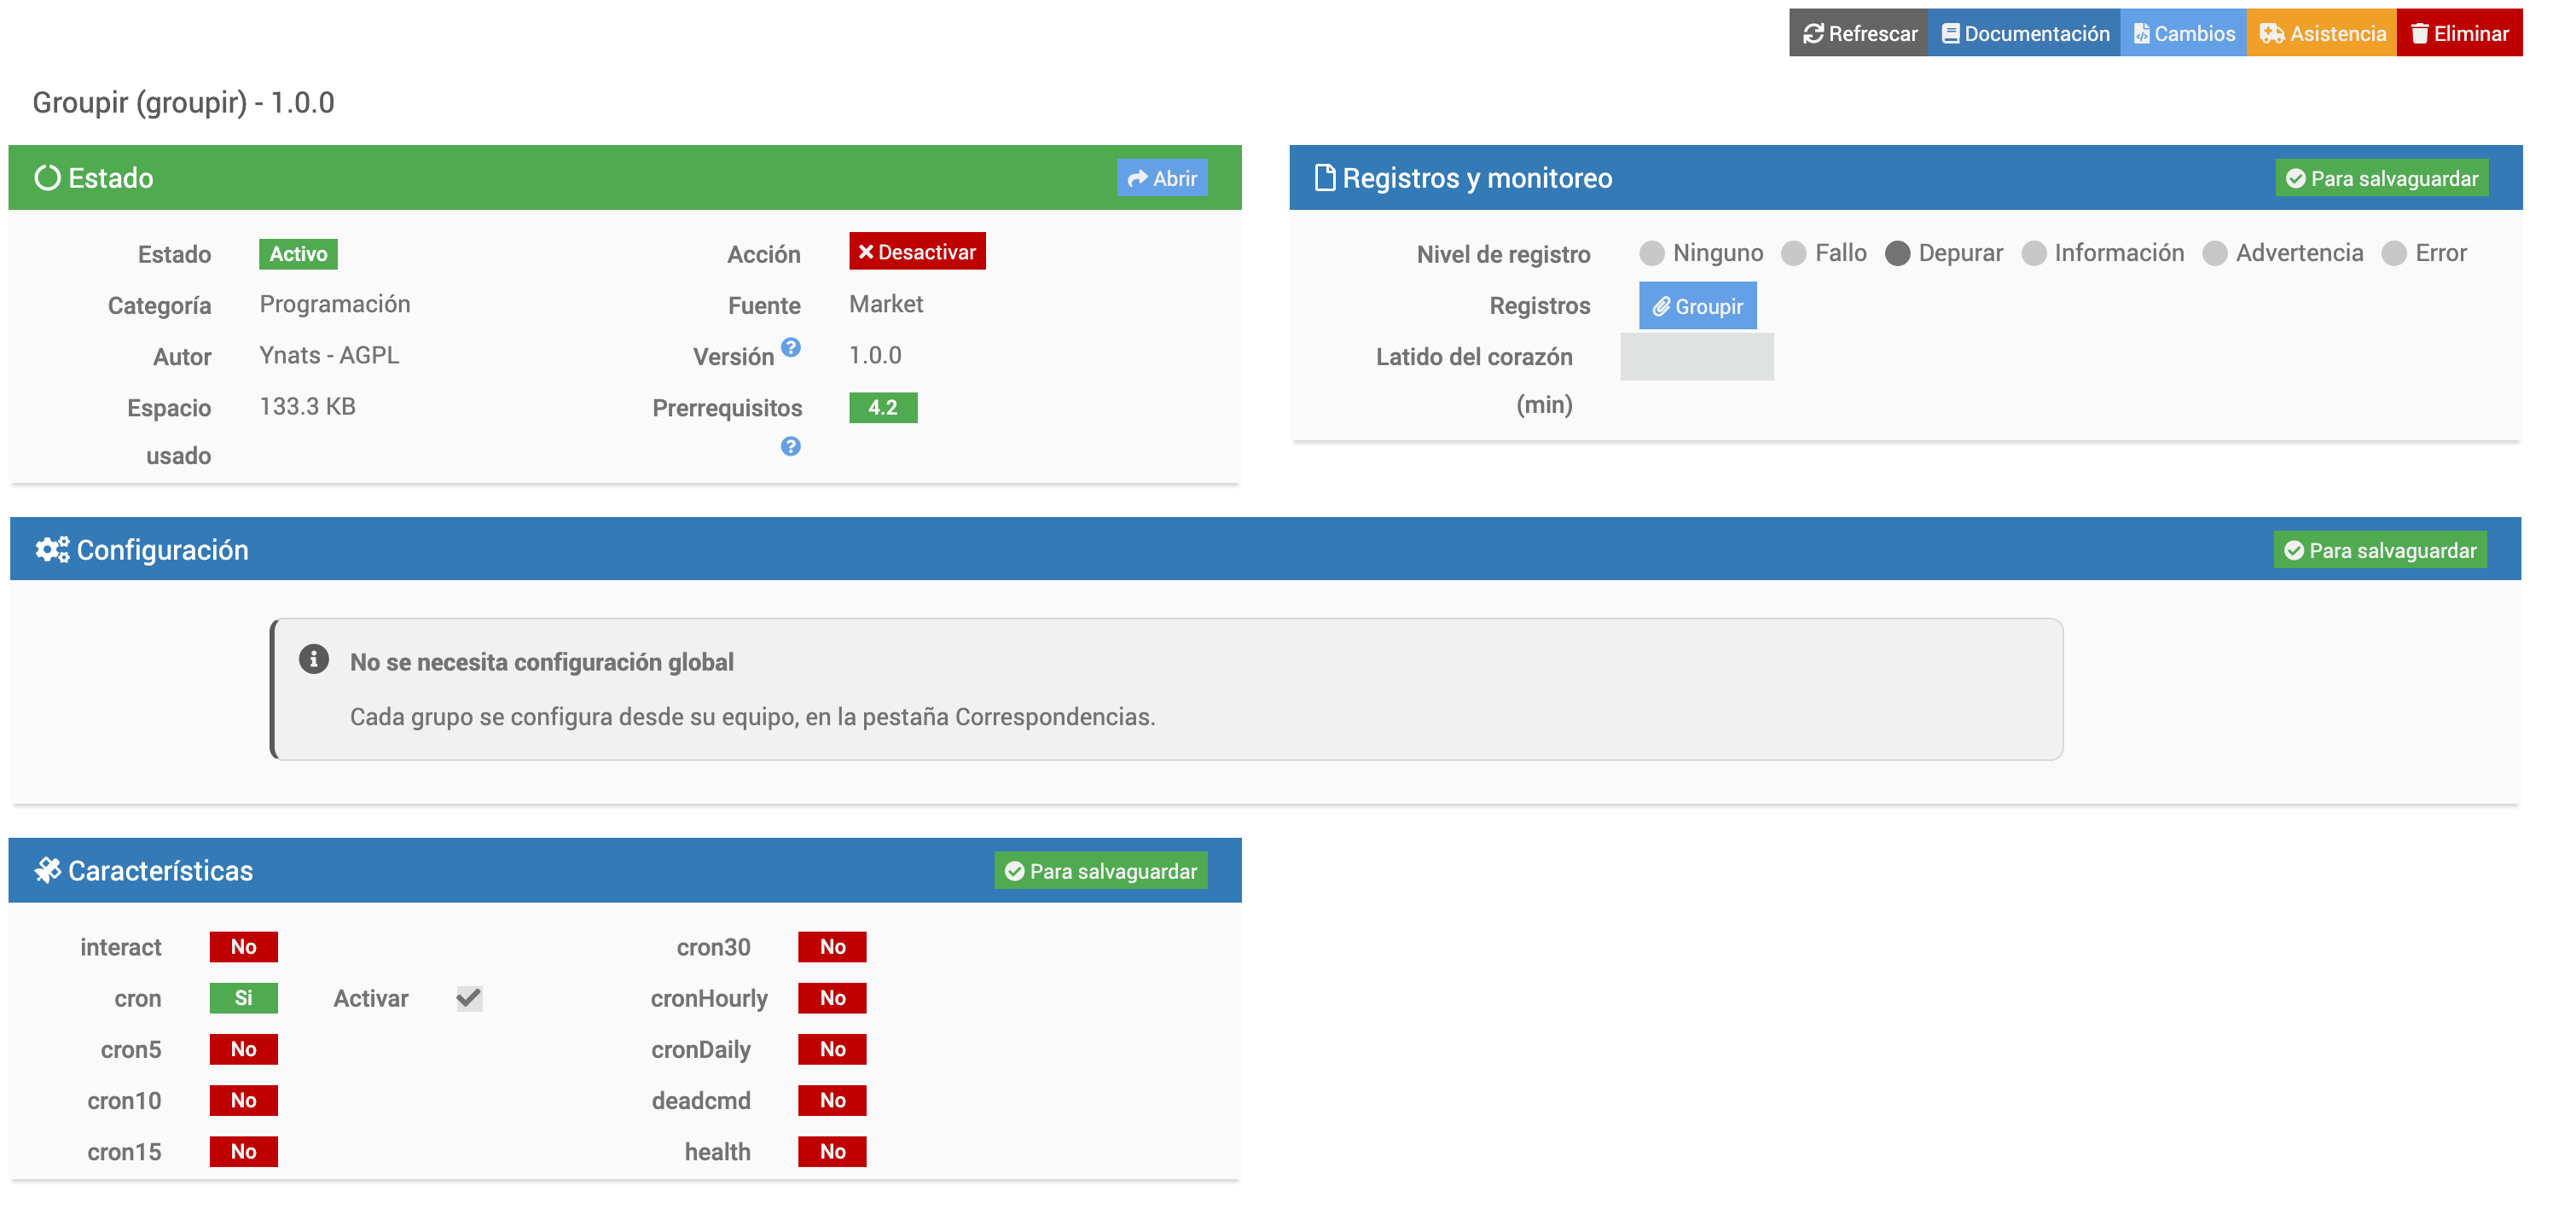 Refrescar Documentación Cambios Asistencia Eliminar
Groupir (groupir) - 1.0.0
Estado Abrir
Estado Activo Acción Desactivar
Categoría Programación Fuente Market
Autor Ynats - AGPL Versión ? 1.0.0
Espacio usado 133.3 KB Prerrequisitos ? 4.2
Registros y monitoreo Para salvaguardar
Nivel de registro Ninguno Fallo Depurar Información Advertencia Error
Registros Groupir
Latido del corazón
(min)
Configuración Para salvaguardar
No se necesita configuración global
Cada grupo se configura desde su equipo, en la pestaña Correspondencias.
Características Para salvaguardar
interact No cron30 No
cron Si Activar cronHourly No
cron5 No cronDaily No
cron10 No deadcmd No
cron15 No health No